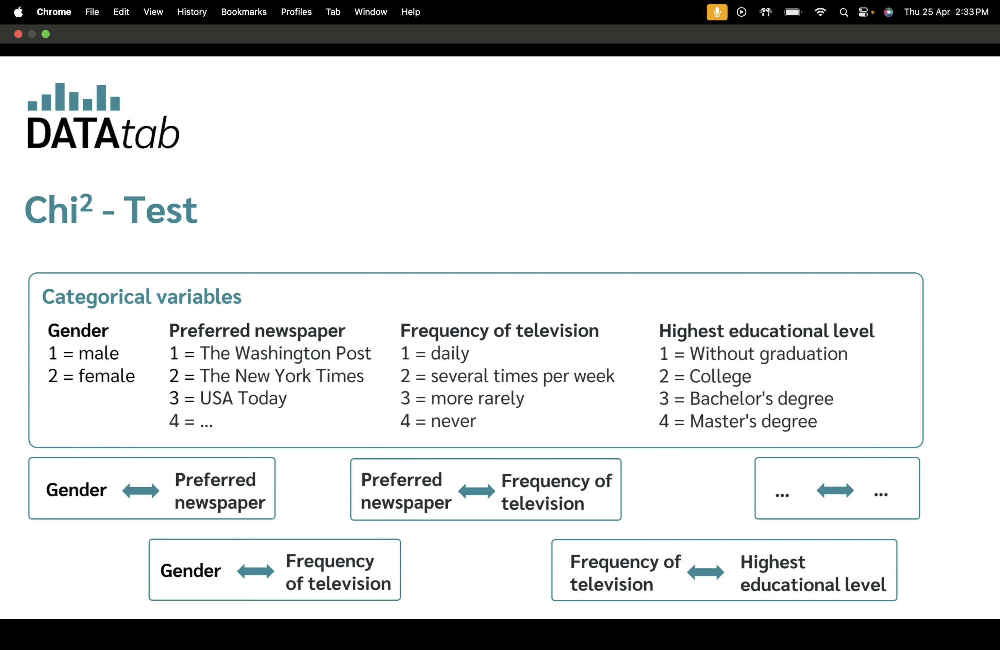 Chrome File Edit View History Bookmarks Profiles Tab Window Help Thu 25 Apr 2:33 PM
DATAtab
Chi² - Test
Categorical variables
Gender
1 = male
2 = female
Preferred newspaper
1 = The Washington Post
2 = The New York Times
3 = USA Today
4 = ...
Frequency of television
1 = daily
2 = several times per week
3 = more rarely
4 = never
Highest educational level
1 = Without graduation
2 = College
3 = Bachelor's degree
4 = Master's degree
Gender
Preferred
newspaper
Preferred
newspaper
Frequency of
television
... ...
Gender
Frequency
of television
Frequency of
television
Highest
educational level